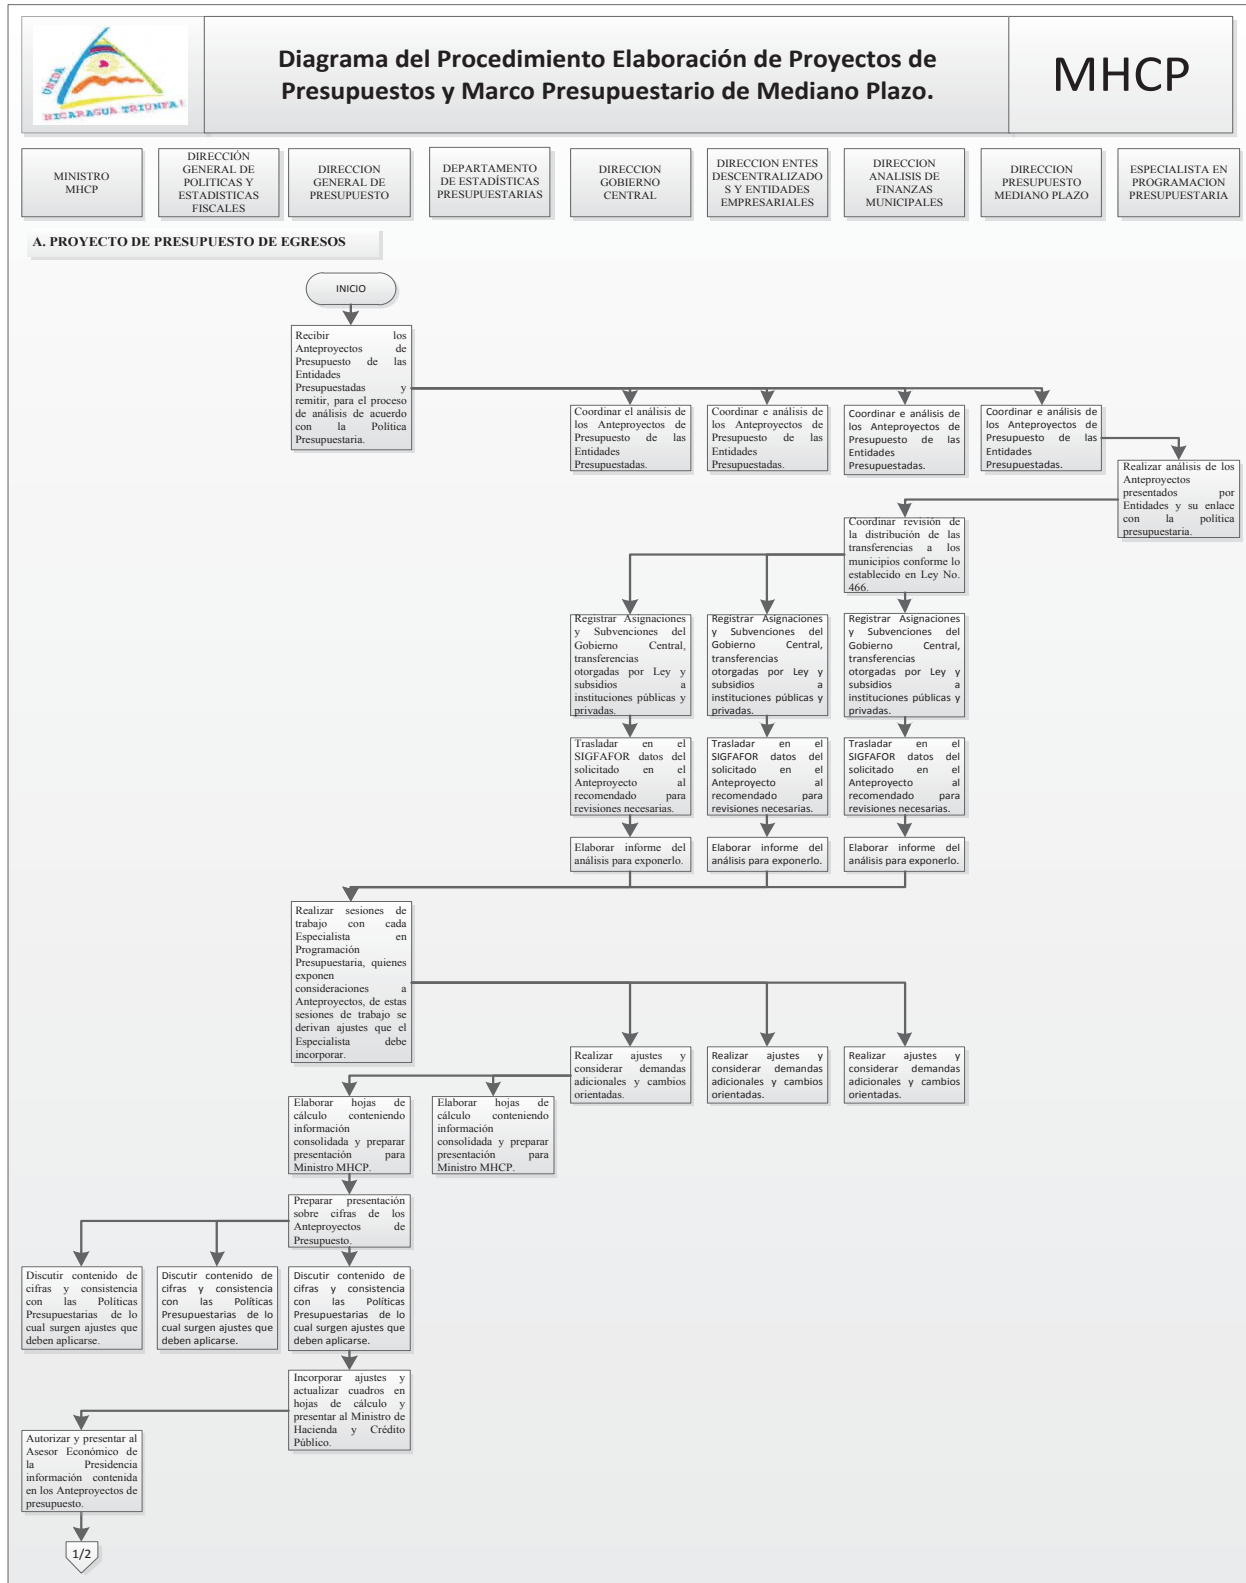 UNIDA
NICARAGUA TRIUNFA!
Diagrama del Procedimiento Elaboración de Proyectos de
Presupuestos y Marco Presupuestario de Mediano Plazo.
MHCP
MINISTRO
MHCP
DIRECCIÓN
GENERAL DE
POLITICAS Y
ESTADISTICAS
FISCALES
DIRECCION
GENERAL DE
PRESUPUESTO
DEPARTAMENTO
DE ESTADÍSTICAS
PRESUPUESTARIAS
DIRECCION
GOBIERNO
CENTRAL
DIRECCION ENTES
DESCENTRALIZADO
S Y ENTIDADES
EMPRESARIALES
DIRECCION
ANALISIS DE
FINANZAS
MUNICIPALES
DIRECCION
PRESUPUESTO
MEDIANO PLAZO
ESPECIALISTA EN
PROGRAMACION
PRESUPUESTARIA
A. PROYECTO DE PRESUPUESTO DE EGRESOS
INICIO
Recibir los
Anteproyectos de
Presupuesto de las
Entidades
Presupuestadas y
remitir, para el proceso
de análisis de acuerdo
con la Política
Presupuestaria.
Coordinar el análisis de
los Anteproyectos de
Presupuesto de las
Entidades
Presupuestadas.
Coordinar e análisis de
los Anteproyectos de
Presupuesto de las
Entidades
Presupuestadas.
Coordinar e análisis de
los Anteproyectos de
Presupuesto de las
Entidades
Presupuestadas.
Coordinar e análisis de
los Anteproyectos de
Presupuesto de las
Entidades
Presupuestadas.
Realizar análisis de los
Anteproyectos
presentados por
Entidades y su enlace
con la política
presupuestaria.
Coordinar revisión de
la distribución de las
transferencias a los
municipios conforme lo
establecido en Ley No.
466.
Registrar Asignaciones
y Subvenciones del
Gobierno Central,
transferencias
otorgadas por Ley y
subsidios a
instituciones públicas y
privadas.
Registrar Asignaciones
y Subvenciones del
Gobierno Central,
transferencias
otorgadas por Ley y
subsidios a
instituciones públicas y
privadas.
Registrar Asignaciones
y Subvenciones del
Gobierno Central,
transferencias
otorgadas por Ley y
subsidios a
instituciones públicas y
privadas.
Trasladar en el
SIGFAFOR datos del
solicitado en el
Anteproyecto al
recomendado para
revisiones necesarias.
Trasladar en el
SIGFAFOR datos del
solicitado en el
Anteproyecto al
recomendado para
revisiones necesarias.
Trasladar en el
SIGFAFOR datos del
solicitado en el
Anteproyecto al
recomendado para
revisiones necesarias.
Elaborar informe del
análisis para exponerlo.
Elaborar informe del
análisis para exponerlo.
Elaborar informe del
análisis para exponerlo.
Realizar sesiones de
trabajo con cada
Especialista en
Programación
Presupuestaria, quienes
exponen
consideraciones a
Anteproyectos, de estas
sesiones de trabajo se
derivan ajustes que el
Especialista debe
incorporar.
Realizar ajustes y
considerar demandas
adicionales y cambios
orientadas.
Realizar ajustes y
considerar demandas
adicionales y cambios
orientadas.
Realizar ajustes y
considerar demandas
adicionales y cambios
orientadas.
Elaborar hojas de
cálculo conteniendo
información
consolidada y preparar
presentación para
Ministro MHCP.
Elaborar hojas de
cálculo conteniendo
información
consolidada y preparar
presentación para
Ministro MHCP.
Preparar presentación
sobre cifras de los
Anteproyectos de
Presupuesto.
Discutir contenido de
cifras y consistencia
con las Políticas
Presupuestarias de lo
cual surgen ajustes que
deben aplicarse.
Discutir contenido de
cifras y consistencia
con las Políticas
Presupuestarias de lo
cual surgen ajustes que
deben aplicarse.
Discutir contenido de
cifras y consistencia
con las Políticas
Presupuestarias de lo
cual surgen ajustes que
deben aplicarse.
Incorporar ajustes y
actualizar cuadros en
hojas de cálculo y
presentar al Ministro de
Hacienda y Crédito
Público.
Autorizar y presentar al
Asesor Económico de
la Presidencia
información contenida
en los Anteproyectos de
presupuesto.
1/2